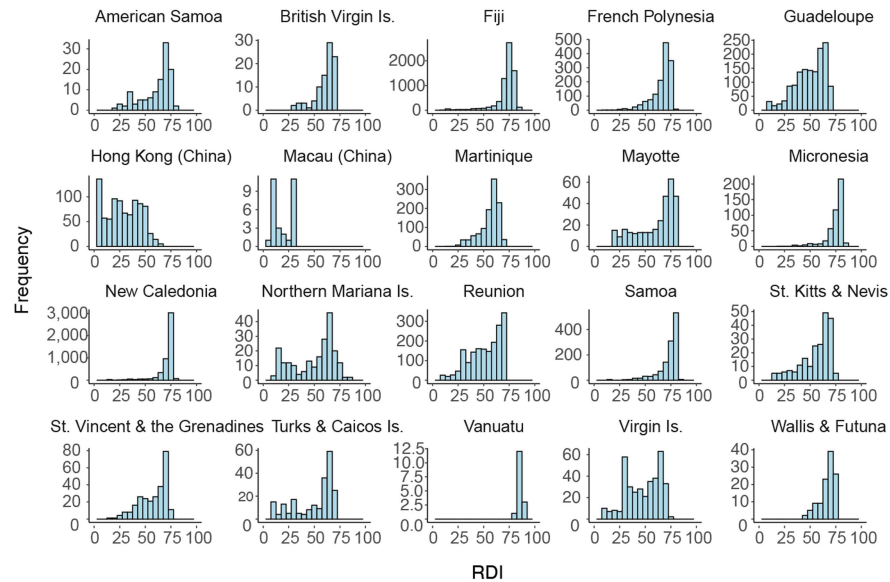 American Samoa British Virgin Is. Fiji French Polynesia Guadeloupe
30 20 10 0
30 20 10 0
2000 1000 0
500 400 300 200 100 0
250 200 150 100 50 0
0 25 50 75 100 0 25 50 75 100 0 25 50 75 100 0 25 50 75 100 0 25 50 75 100
Hong Kong (China) Macau (China) Martinique Mayotte Micronesia
100 50 0
9 6 3 0
300 200 100 0
60 40 20 0
200 150 100 50 0
0 25 50 75 100 0 25 50 75 100 0 25 50 75 100 0 25 50 75 100 0 25 50 75 100
Frequency
New Caledonia Northern Mariana Is. Reunion Samoa St. Kitts & Nevis
3,000 2,000 1,000 0
40 30 20 10 0
300 200 100 0
400 200 0
50 40 30 20 10 0
0 25 50 75 100 0 25 50 75 100 0 25 50 75 100 0 25 50 75 100 0 25 50 75 100
St. Vincent & the Grenadines Turks & Caicos Is. Vanuatu Virgin Is. Wallis & Futuna
80 60 40 20 0
60 40 20 0
12.5 10.0 7.5 5.0 2.5 0.0
60 40 20 0
40 30 20 10 0
0 25 50 75 100 0 25 50 75 100 0 25 50 75 100 0 25 50 75 100 0 25 50 75 100
RDI